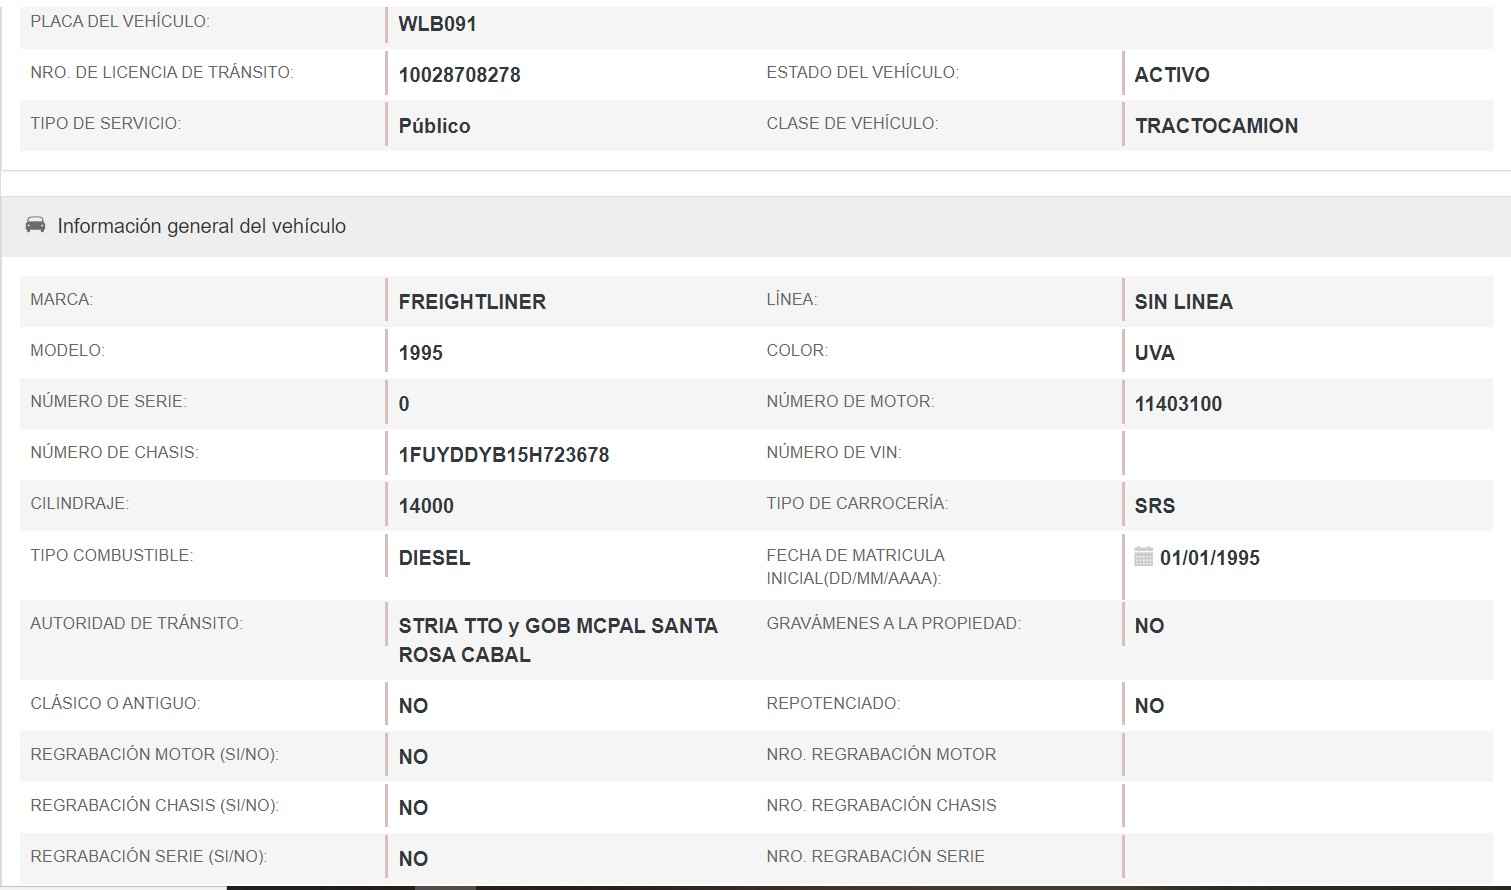 PLACA DEL VEHÍCULO: WLB091
NRO. DE LICENCIA DE TRÁNSITO: 10028708278 ESTADO DEL VEHÍCULO: ACTIVO
TIPO DE SERVICIO: Público CLASE DE VEHÍCULO: TRACTOCAMION
Información general del vehículo
MARCA: FREIGHTLINER LÍNEA: SIN LINEA
MODELO: 1995 COLOR: UVA
NÚMERO DE SERIE: 0 NÚMERO DE MOTOR: 11403100
NÚMERO DE CHASIS: 1FUYDDYB15H723678 NÚMERO DE VIN:
CILINDRAJE: 14000 TIPO DE CARROCERÍA: SRS
TIPO COMBUSTIBLE: DIESEL FECHA DE MATRICULA
INICIAL(DD/MM/AAAA): 01/01/1995
AUTORIDAD DE TRÁNSITO: STRIA TTO y GOB MCPAL SANTA
ROSA CABAL GRAVÁMENES A LA PROPIEDAD: NO
CLÁSICO O ANTIGUO: NO REPOTENCIADO: NO
REGRABACIÓN MOTOR (SI/NO): NO NRO. REGRABACIÓN MOTOR
REGRABACIÓN CHASIS (SI/NO): NO NRO. REGRABACIÓN CHASIS
REGRABACIÓN SERIE (SI/NO): NO NRO. REGRABACIÓN SERIE